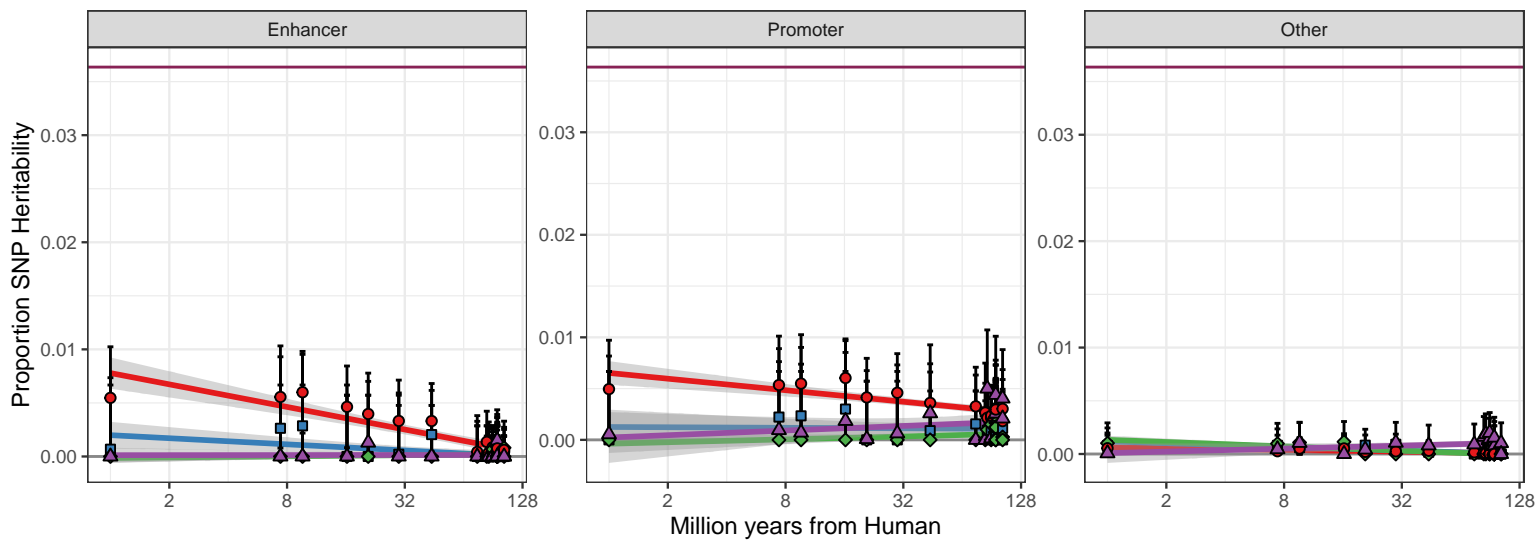 Enhancer
Promoter
Other
Proportion SNP Heritability
0.03
0.02
0.01
0.00
0.03
0.02
0.01
0.00
0.03
0.02
0.01
0.00
2 8 32 128
2 8 32 128
2 8 32 128
Million years from Human